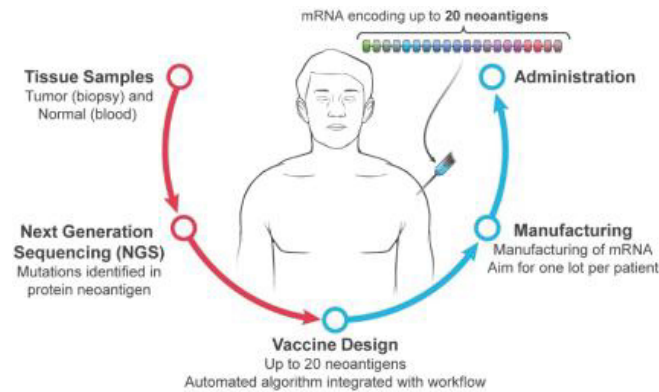 mRNA encoding up to 20 neoantigens
Tissue Samples
Tumor (biopsy) and
Normal (blood)
Administration
Next Generation
Sequencing (NGS)
Mutations identified in
protein neoantigen
Manufacturing
Manufacturing of mRNA
Aim for one lot per patient
Vaccine Design
Up to 20 neoantigens
Automated algorithm integrated with workflow